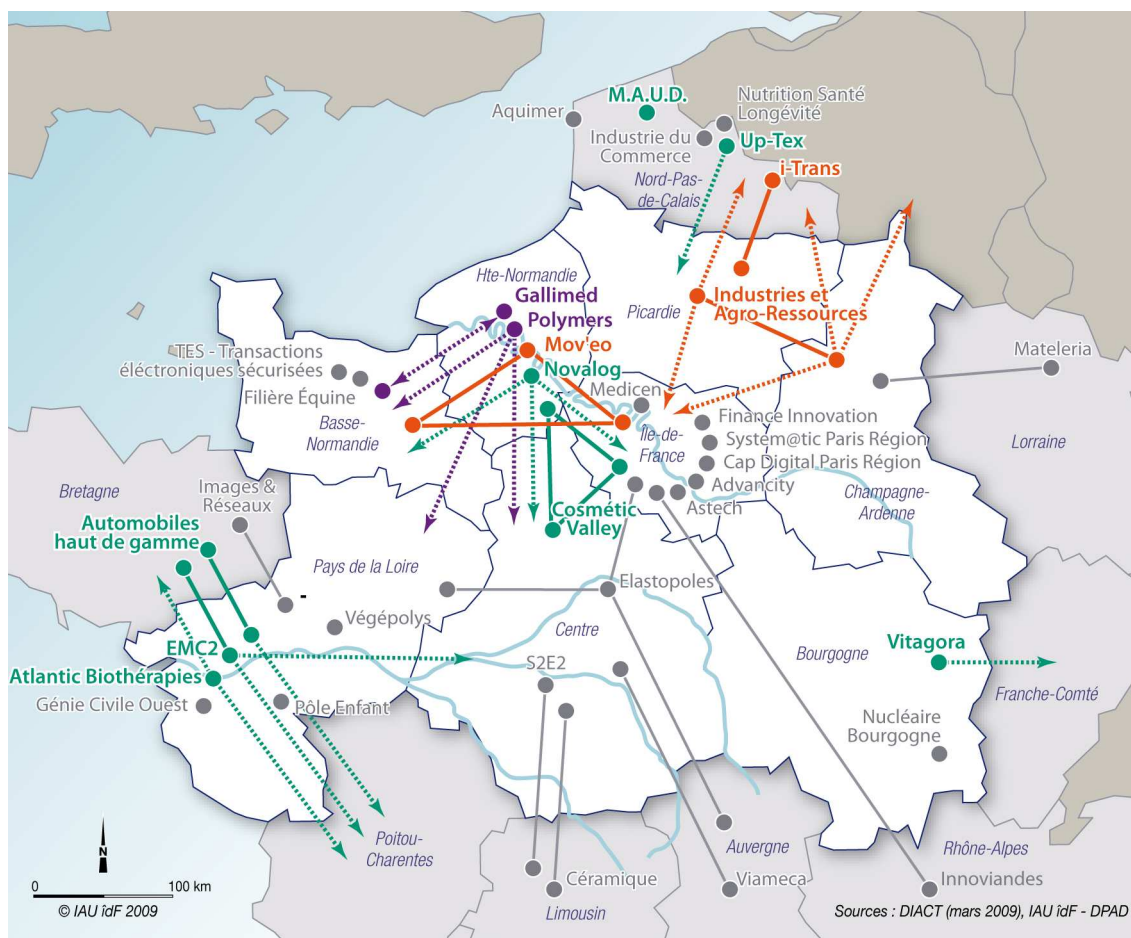 M.A.U.D.
Nutrition Santé
Longévité
Aquimer
Industrie du
Commerce
Up-Tex
i-Trans
Nord-Pas-
de-Calais
Hte-Normandie
Gallimed
Polymers
Mov'eo
Novalog
Picardie
Industries et
Agro-Ressources
TES - Transactions
éléctroniques sécurisées
Filière Équine
Basse-
Normandie
Medicen
Île-de-
France
Finance Innovation
System@tic Paris Région
Cap Digital Paris Région
Advancity
Astech
Mateleria
Lorraine
Champagne-
Ardenne
Bretagne
Images &
Réseaux
Automobiles
haut de gamme
Cosmétic
Valley
Pays de la Loire
-
Végépolys
Elastopoles
Centre
EMC2
Atlantic Biothérapies
Génie Civile Ouest
Pôle Enfant
S2E2
Bourgogne
Vitagora
Franche-Comté
Nucléaire
Bourgogne
Poitou-
Charentes
Auvergne
Rhône-Alpes
Céramique
Viameca
Innoviandes
Limousin
N
0 100 km
© IAU îdF 2009
Sources : DIACT (mars 2009), IAU îdF - DPAD